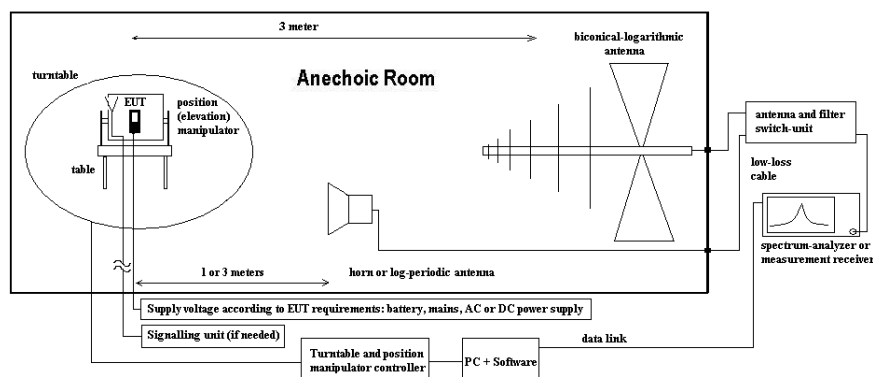 3 meter
biconical-logarithmic
antenna
turntable
Anechoic Room
EUT
position
(elevation)
manipulator
antenna and filter
switch-unit
table
low-loss
cable
spectrum-analyzer or
measurement receiver
1 or 3 meters
horn or log-periodic antenna
Supply voltage according to EUT requirements: battery, mains, AC or DC power supply
Signalling unit (if needed)
data link
Turntable and position
manipulator controller
PC + Software